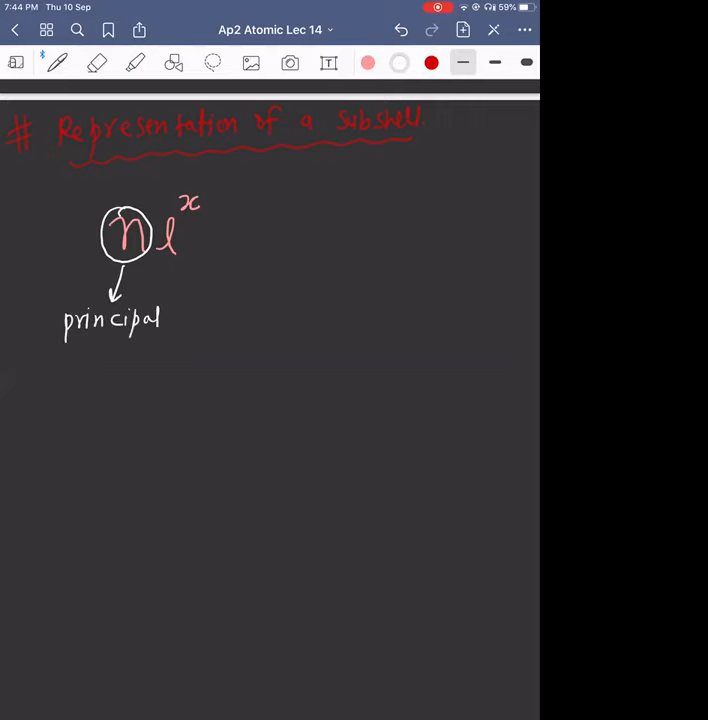 7:44 PM Thu 10 Sep 59%
Ap2 Atomic Lec 14
T
# Representation of a subshell.
n l^x
principal